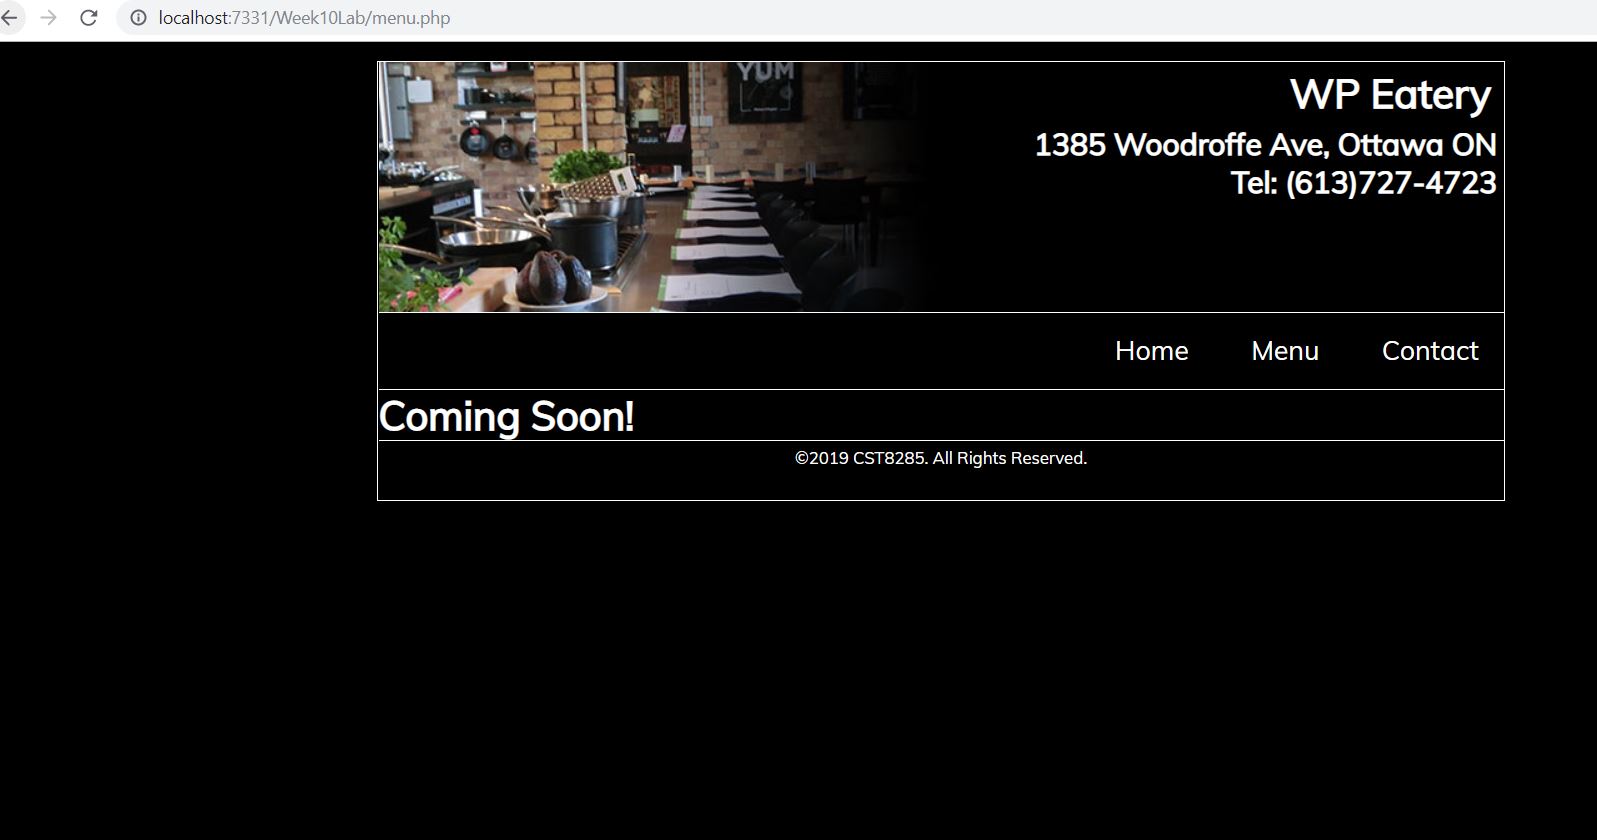 localhost:7331/Week10Lab/menu.php
YUM
WP Eatery
1385 Woodroffe Ave, Ottawa ON
Tel: (613)727-4723
Home Menu Contact
Coming Soon!
©2019 CST8285. All Rights Reserved.